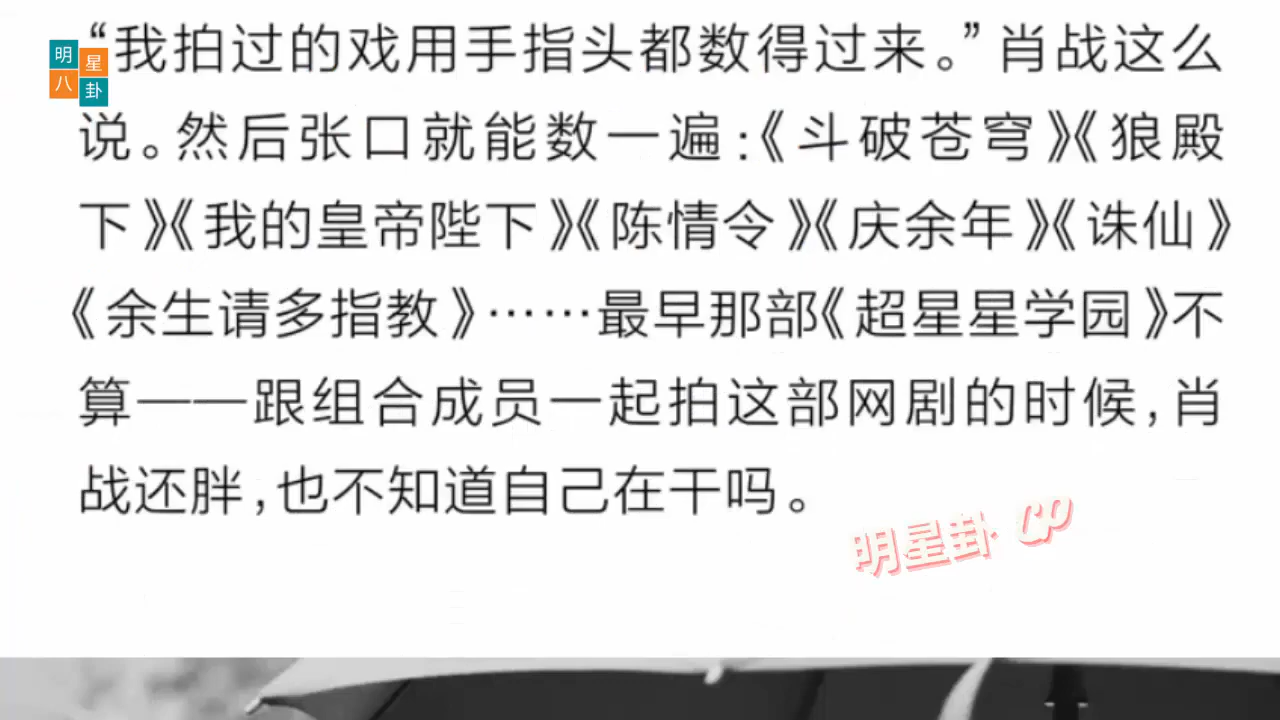 明星八卦
“我拍过的戏用手指头都数得过来。”肖战这么
说。然后张口就能数一遍:《斗破苍穹》《狼殿
下》《我的皇帝陛下》《陈情令》《庆余年》《诛仙》
《余生请多指教》……最早那部《超星星学园》不
算——跟组合成员一起拍这部网剧的时候,肖
战还胖,也不知道自己在干吗。
明星卦 CP